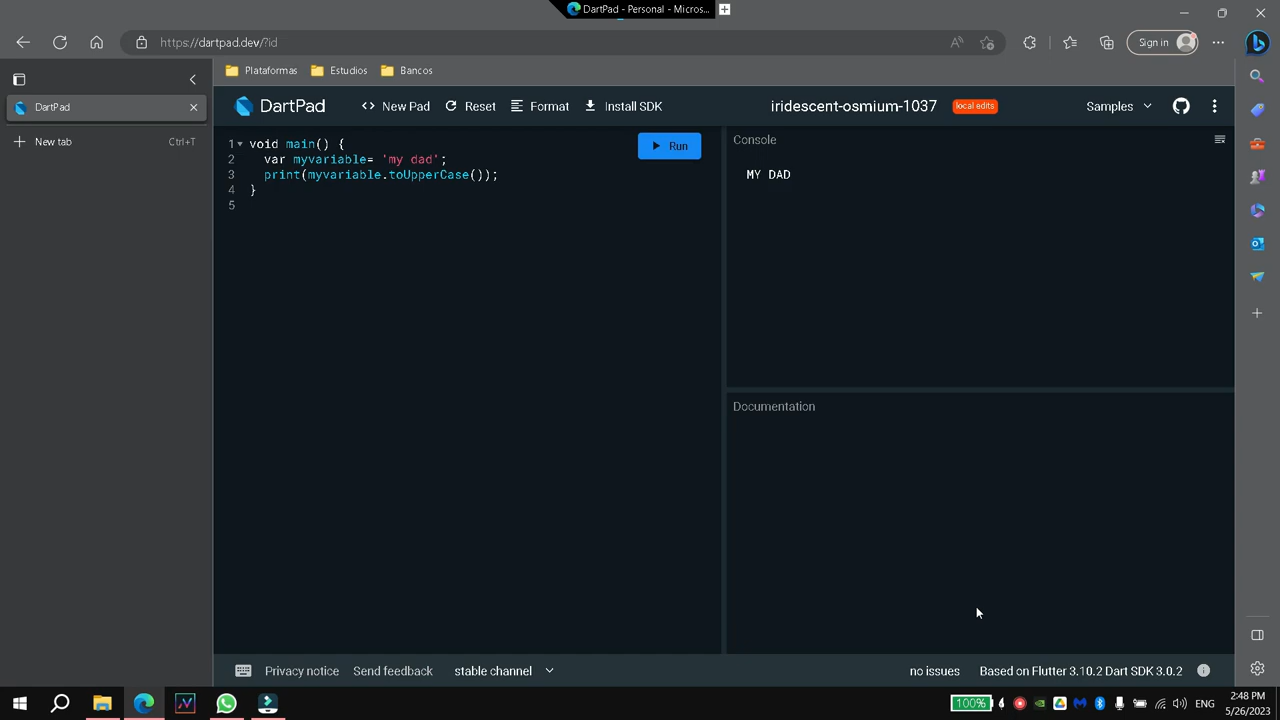 DartPad - Personal - Micros...
https://dartpad.dev/?id
Sign in
Plataformas
Estudios
Bancos
DartPad
New tab
Ctrl+T
DartPad
New Pad
Reset
Format
Install SDK
iridescent-osmium-1037
local edits
Samples
1 void main() {
2 var myvariable= 'my dad';
3 print(myvariable.toUpperCase());
4 }
5
Run
Console
MY DAD
Documentation
Privacy notice
Send feedback
stable channel
no issues
Based on Flutter 3.10.2 Dart SDK 3.0.2
100%
ENG
2:48 PM
5/26/2023